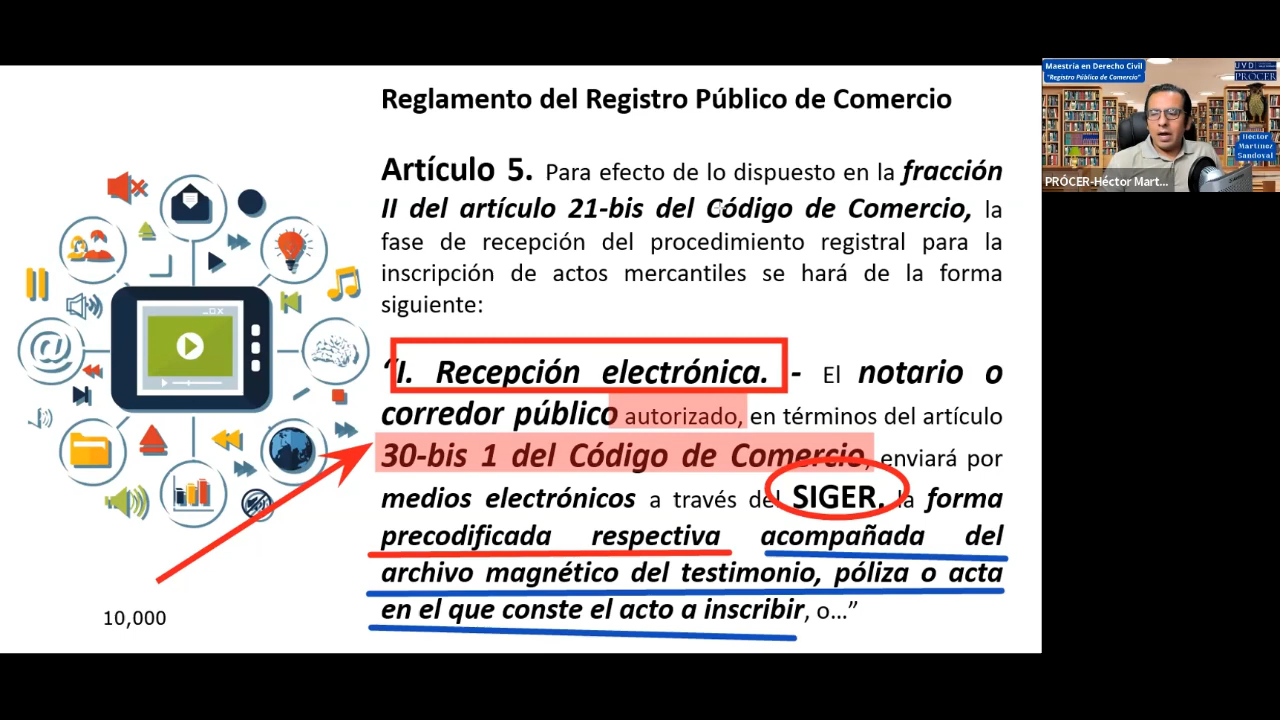 Reglamento del Registro Público de Comercio
Artículo 5. Para efecto de lo dispuesto en la fracción
II del artículo 21-bis del Código de Comercio, la
fase de recepción del procedimiento registral para la
inscripción de actos mercantiles se hará de la forma
siguiente:
“I. Recepción electrónica. - El notario o
corredor público autorizado, en términos del artículo
30-bis 1 del Código de Comercio, enviará por
medios electrónicos a través del SIGER, la forma
precodificada respectiva acompañada del
archivo magnético del testimonio, póliza o acta
en el que conste el acto a inscribir, o…”
10,000
Maestría en Derecho Civil
"Registro Público de Comercio"
UVD
PRÓCER
Héctor
Martínez
Sandoval
PRÓCER-Héctor Mart...